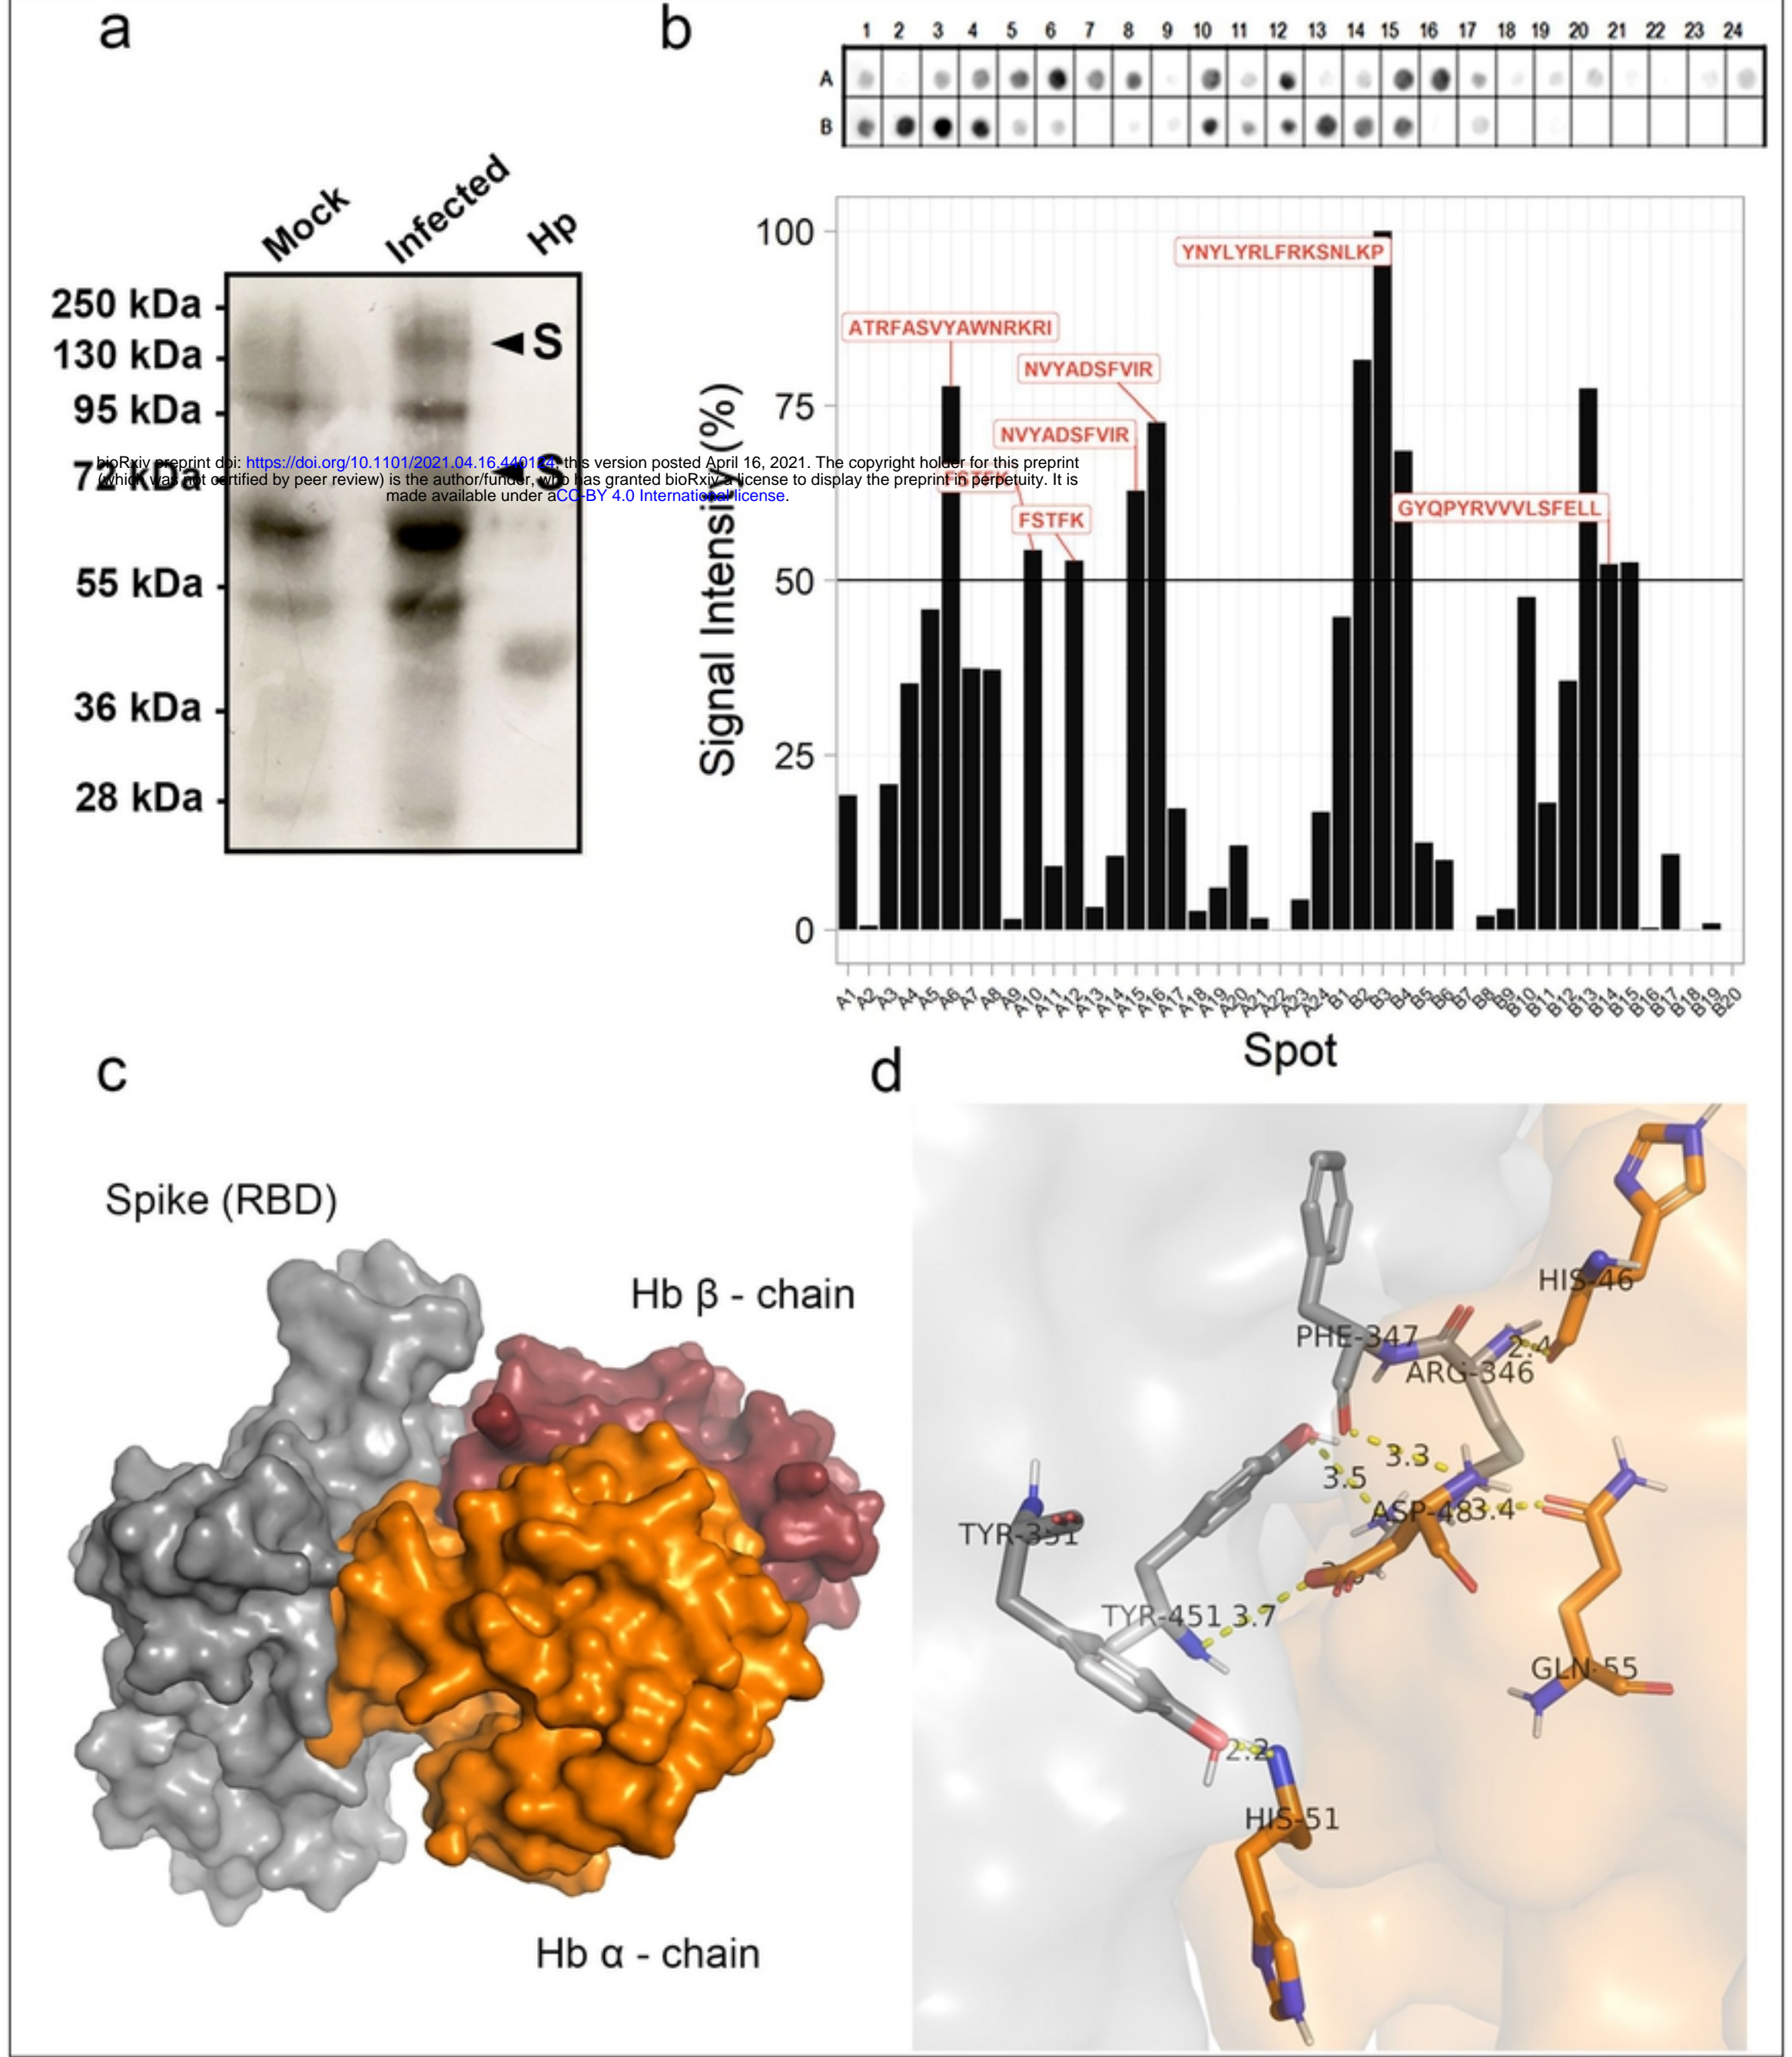 a
Mock Infected Hp
250 kDa
130 kDa
95 kDa
72 kDa
55 kDa
36 kDa
28 kDa
S
S
b
1 2 3 4 5 6 7 8 9 10 11 12 13 14 15 16 17 18 19 20 21 22 23 24
A
B
Signal Intensity (%)
100
75
50
25
0
YNYLYRLFRKSNLKP
ATRFASVYAWNRKRI
NVYADSFVIR
NVYADSFVIR
FSTFK
FSTFK
GYQPYRVVVLSFELL
A1 A2 A3 A4 A5 A6 A7 A8 A9 A10 A11 A12 A13 A14 A15 A16 A17 A18 A19 A20 A21 A22 A23 A24 B1 B2 B3 B4 B5 B6 B7 B8 B9 B10 B11 B12 B13 B14 B15 B16 B17 B18 B19 B20
Spot
bioRxiv preprint doi: https://doi.org/10.1101/2021.04.16.440124; this version posted April 16, 2021. The copyright holder for this preprint
(which was not certified by peer review) is the author/funder, who has granted bioRxiv a license to display the preprint in perpetuity. It is
made available under aCC-BY 4.0 International license.
c
Spike (RBD)
Hb β - chain
Hb α - chain
d
HIS-46
PHE-347
2.4
ARG-346
3.3
3.5
ASP-48
3.4
TYR-351
TYR-451
3.7
GLN-55
2.2
HIS-51